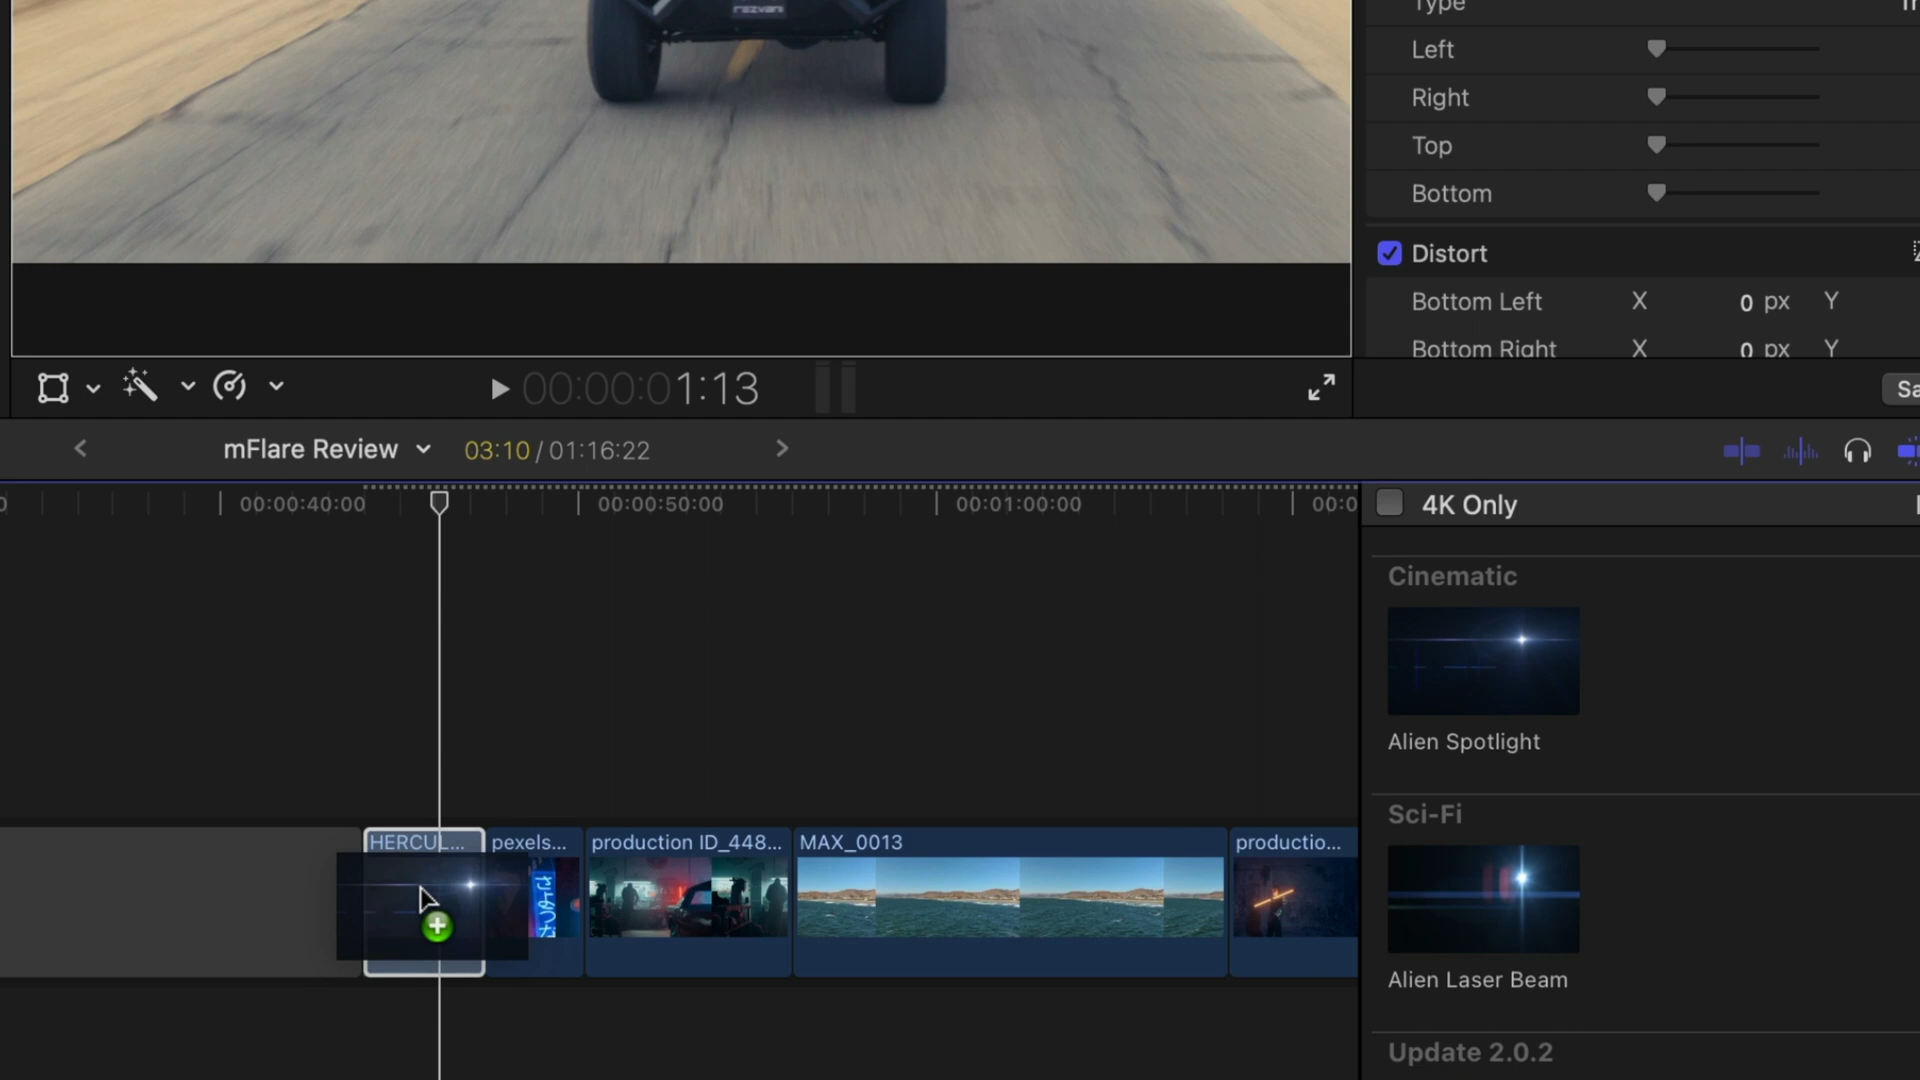 rezvani
Type
Left
Right
Top
Bottom
Distort
Bottom Left X 0 px Y
Bottom Right X 0 px Y
00:00:01:13
Sa
mFlare Review 03:10 / 01:16:22
00:00:40:00 00:00:50:00 00:01:00:00 00:0
4K Only
Cinematic
Alien Spotlight
Sci-Fi
Alien Laser Beam
Update 2.0.2
HERCUL... pexels... production ID_448... MAX_0013 productio...